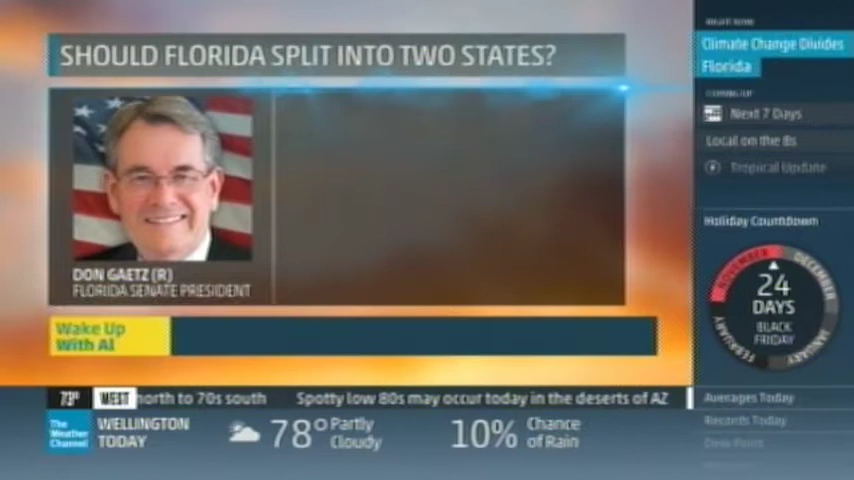 SHOULD FLORIDA SPLIT INTO TWO STATES?
DON GAETZ (R)
FLORIDA SENATE PRESIDENT
Wake Up
With Al
RIGHT NOW
Climate Change Divides
Florida
COMING UP
Next 7 Days
Local on the 8s
Tropical Update
Holiday Countdown
NOVEMBER
DECEMBER
JANUARY
FEBRUARY
24
DAYS
BLACK
FRIDAY
73° WEST north to 70s south Spotty low 80s may occur today in the deserts of AZ
The
Weather
Channel
WELLINGTON
TODAY
78° Partly
Cloudy
10% Chance
of Rain
Averages Today
Records Today
Dew Point